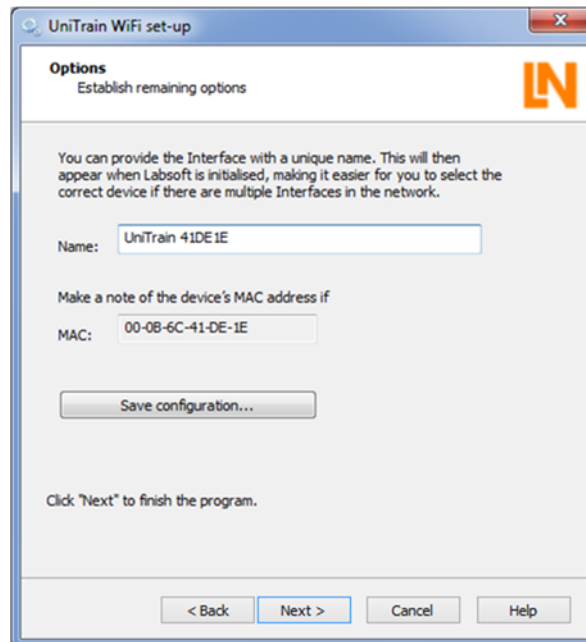 UniTrain WiFi set-up
Options
Establish remaining options
LN
You can provide the Interface with a unique name. This will then
appear when Labsoft is initialised, making it easier for you to select the
correct device if there are multiple Interfaces in the network.
Name: UniTrain 41DE1E
Make a note of the device's MAC address if
MAC: 00-0B-6C-41-DE-1E
Save configuration...
Click "Next" to finish the program.
< Back Next > Cancel Help